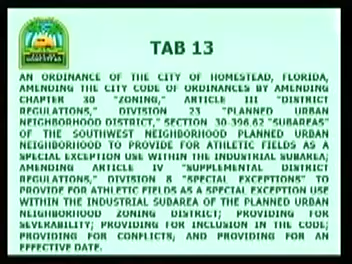 HOMESTEAD
TAB 13
AN ORDINANCE OF THE CITY OF HOMESTEAD, FLORIDA,
AMENDING THE CITY CODE OF ORDINANCES BY AMENDING
CHAPTER 30 "ZONING," ARTICLE III "DISTRICT
REGULATIONS," DIVISION 23 "PLANNED URBAN
NEIGHBORHOOD DISTRICT," SECTION 30-396.62 "SUBAREAS"
OF THE SOUTHWEST NEIGHBORHOOD PLANNED URBAN
NEIGHBORHOOD TO PROVIDE FOR ATHLETIC FIELDS AS A
SPECIAL EXCEPTION USE WITHIN THE INDUSTRIAL SUBAREA;
AMENDING ARTICLE IV "SUPPLEMENTAL DISTRICT
REGULATIONS," DIVISION 8 "SPECIAL EXCEPTIONS" TO
PROVIDE FOR ATHLETIC FIELDS AS A SPECIAL EXCEPTION USE
WITHIN THE INDUSTRIAL SUBAREA OF THE PLANNED URBAN
NEIGHBORHOOD ZONING DISTRICT; PROVIDING FOR
SEVERABILITY; PROVIDING FOR INCLUSION IN THE CODE;
PROVIDING FOR CONFLICTS, AND PROVIDING FOR AN
EFFECTIVE DATE.